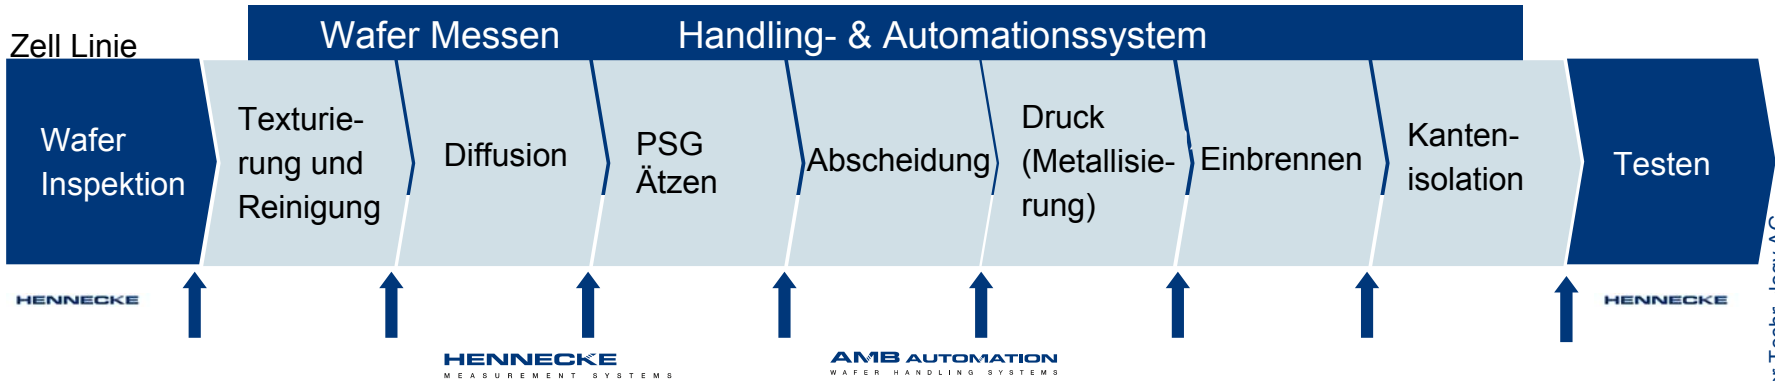 Zell Linie
Wafer Messen Handling- & Automationssystem
Wafer
Inspektion
Texturie-
rung und
Reinigung
Diffusion
PSG
Ätzen
Abscheidung
Druck
(Metallisie-
rung)
Einbrennen
Kanten-
isolation
Testen
HENNECKE
HENNECKE
HENNECKE
MEASUREMENT SYSTEMS
AMB AUTOMATION
WAFER HANDLING SYSTEMS
AG